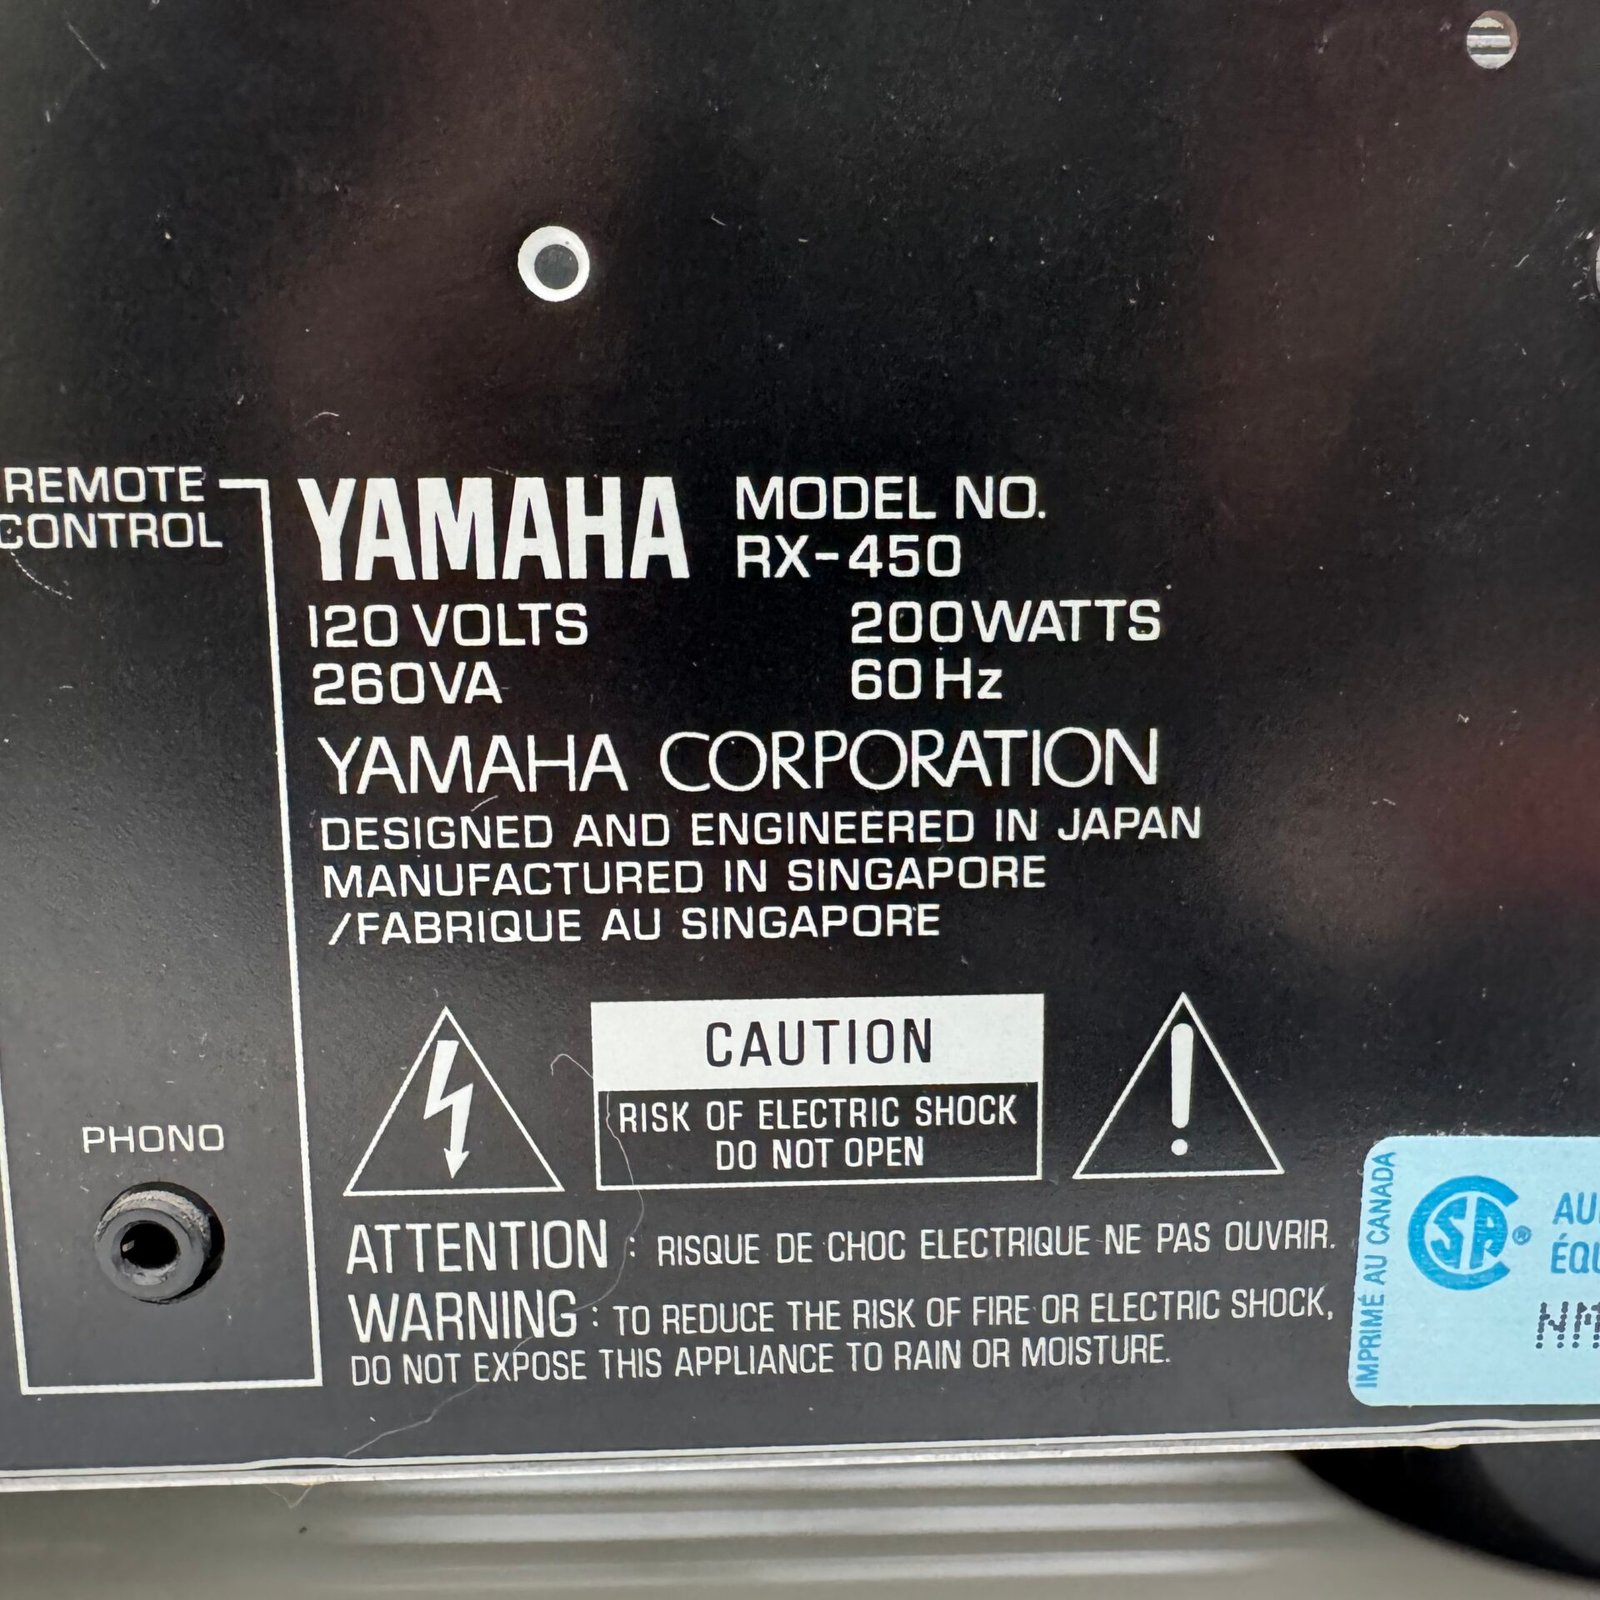 REMOTE
CONTROL
YAMAHA
MODEL NO.
RX-450
120 VOLTS 200 WATTS
260VA 60 Hz
YAMAHA CORPORATION
DESIGNED AND ENGINEERED IN JAPAN
MANUFACTURED IN SINGAPORE
/FABRIQUE AU SINGAPORE
PHONO
CAUTION
RISK OF ELECTRIC SHOCK
DO NOT OPEN
ATTENTION : RISQUE DE CHOC ELECTRIQUE NE PAS OUVRIR.
WARNING : TO REDUCE THE RISK OF FIRE OR ELECTRIC SHOCK,
DO NOT EXPOSE THIS APPLIANCE TO RAIN OR MOISTURE.
IMPRIMÉ AU CANADA